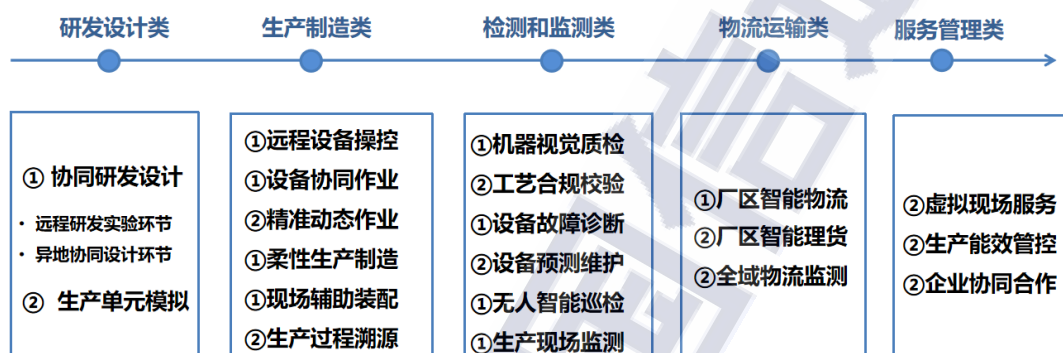 研发设计类
生产制造类
检测和监测类
物流运输类
服务管理类
① 协同研发设计
· 远程研发实验环节
· 异地协同设计环节
② 生产单元模拟
①远程设备操控
①设备协同作业
②精准动态作业
①柔性生产制造
①现场辅助装配
②生产过程溯源
①机器视觉质检
②工艺合规校验
①设备故障诊断
②设备预测维护
①无人智能巡检
①生产现场监测
①厂区智能物流
②厂区智能理货
②全域物流监测
②虚拟现场服务
②生产能效管控
②企业协同合作